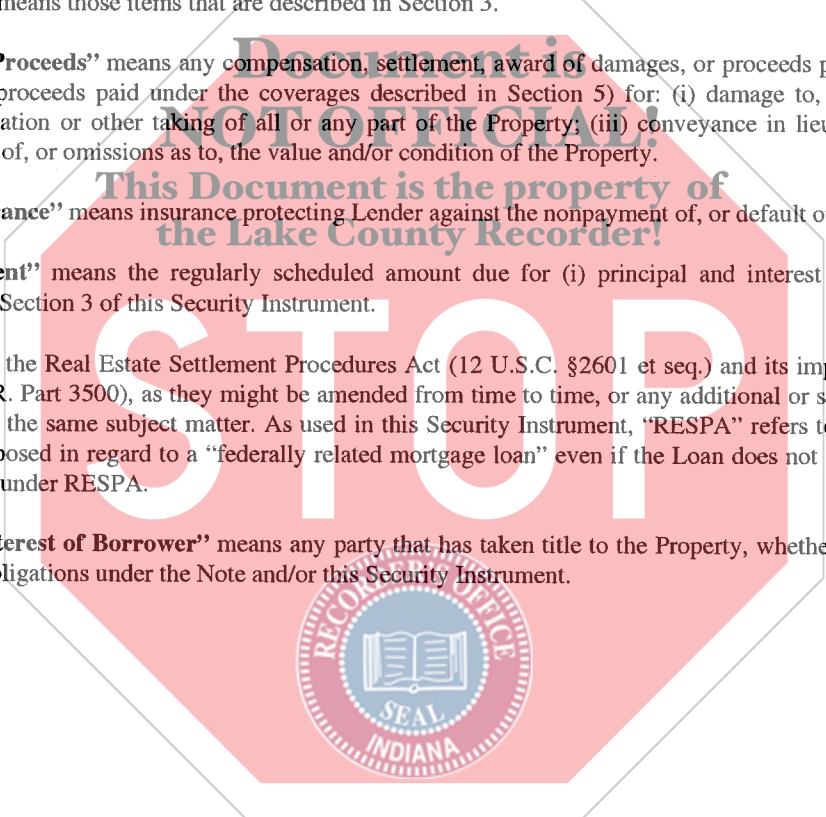 means those items that are described in Section 3.
Proceeds” means any compensation, settlement, award of damages, or proceeds p
proceeds paid under the coverages described in Section 5) for: (i) damage to,
ation or other taking of all or any part of the Property; (iii) conveyance in lieu
of, or omissions as to, the value and/or condition of the Property.
ance” means insurance protecting Lender against the nonpayment of, or default o
ent” means the regularly scheduled amount due for (i) principal and interest
Section 3 of this Security Instrument.
the Real Estate Settlement Procedures Act (12 U.S.C. §2601 et seq.) and its imp
R. Part 3500), as they might be amended from time to time, or any additional or s
the same subject matter. As used in this Security Instrument, “RESPA” refers to
posed in regard to a “federally related mortgage loan” even if the Loan does not
under RESPA.
terest of Borrower” means any party that has taken title to the Property, whethe
ligations under the Note and/or this Security Instrument.
Document is
NOT OFFICIAL!
This Document is the property of
the Lake County Recorder!
STOP
RECORDER'S OFFICE
SEAL
INDIANA